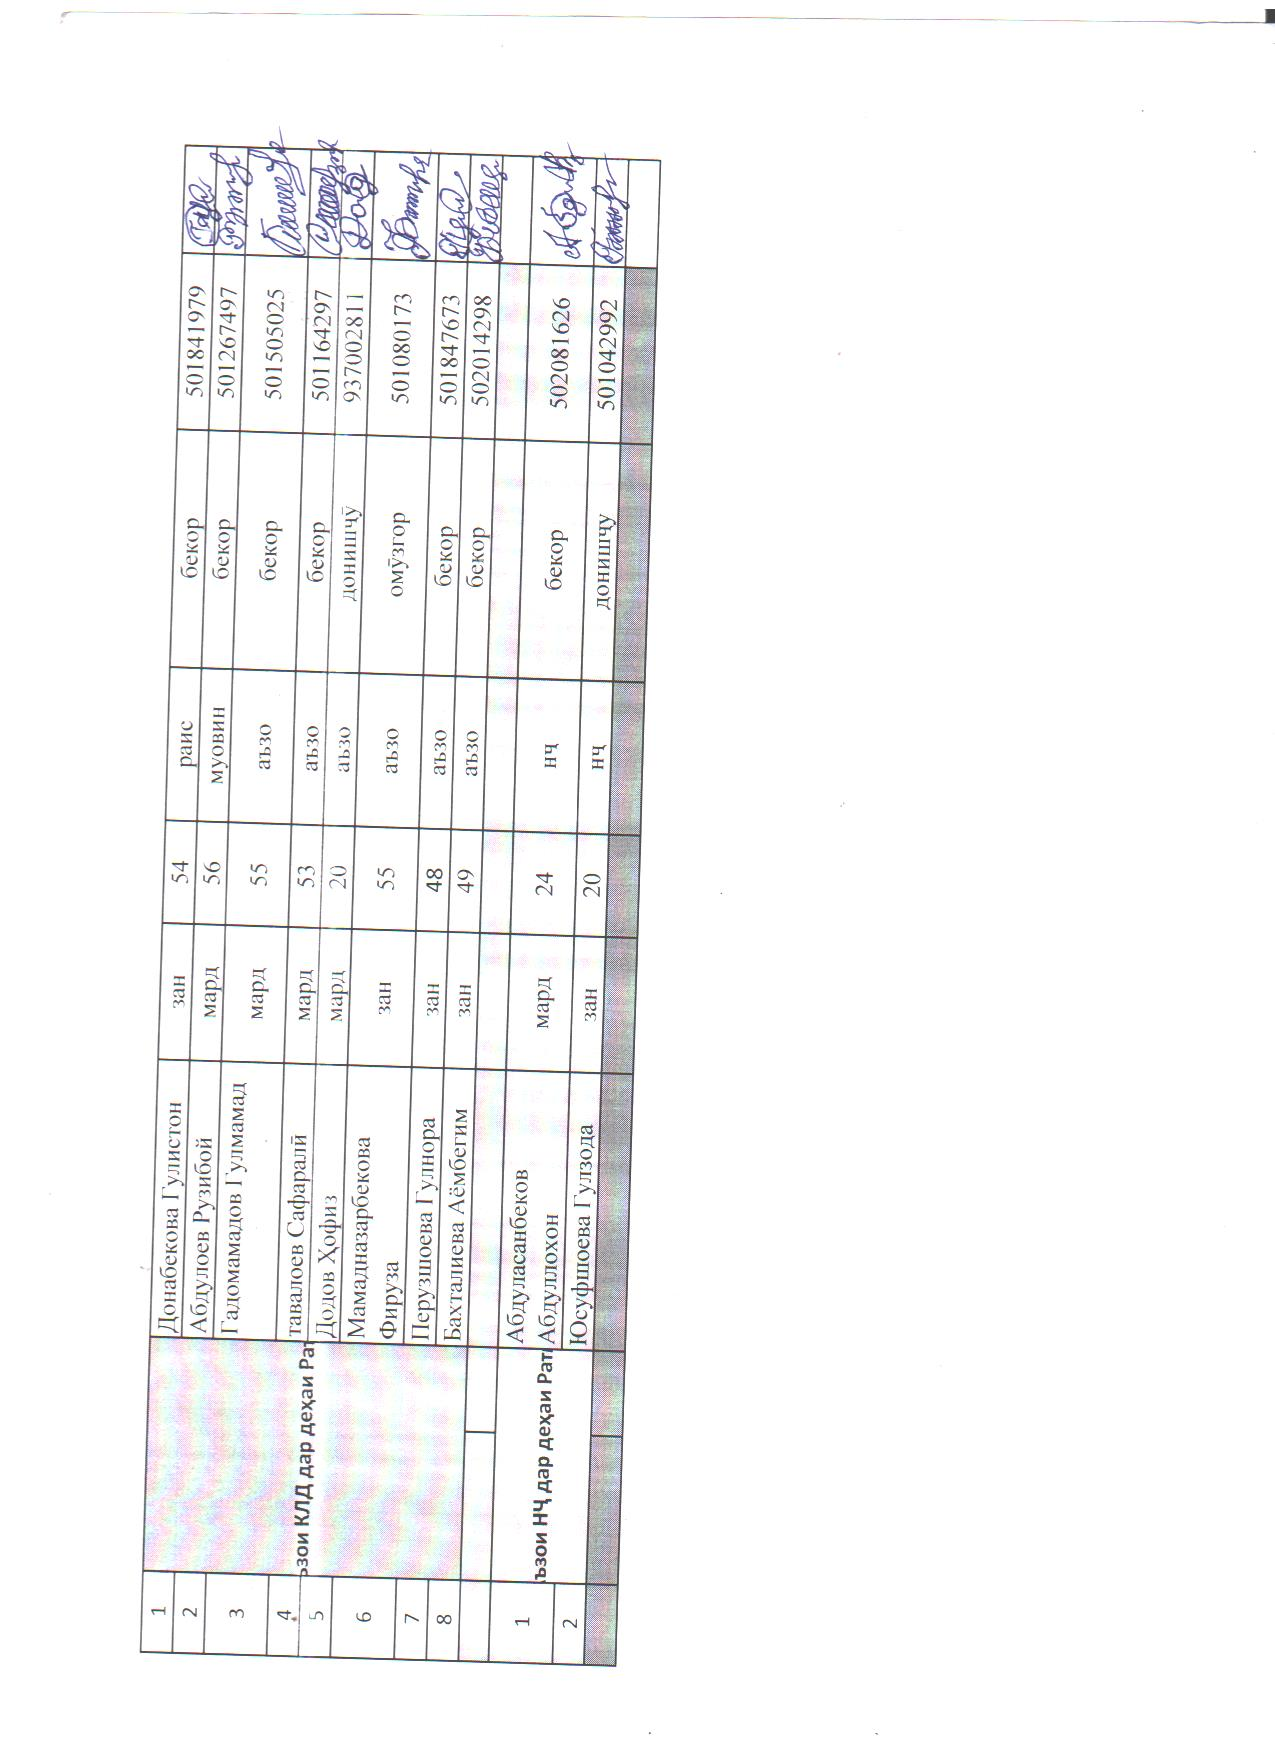 1 Донабекова Гулистон зан 54 раис бекор 501841979
2 Абдулоев Рузибой мард 56 муовин бекор 501267497
3 Гадомамадов Гулмамад мард 55 аъзо бекор 501505025
4 тавалоев Сафаралӣ мард 53 аъзо бекор 501164297
ъзои КЛД дар деҳаи Рат
5 Додов Ҳофиз мард 20 аъзо донишҷӯ 937002811
6 Мамадназарбекова
Фируза зан 55 аъзо омӯзгор 501080173
7 Перузшоева Гулнора зан 48 аъзо бекор 501847673
8 Бахталиева Аёмбегим зан 49 аъзо бекор 502014298
1 Абдуласанбеков
ъзои НҶ дар деҳаи Рат
Абдуллохон мард 24 нҷ бекор 502081626
2 Юсуфшоева Гулзода зан 20 нҷ донишҷу 501042992